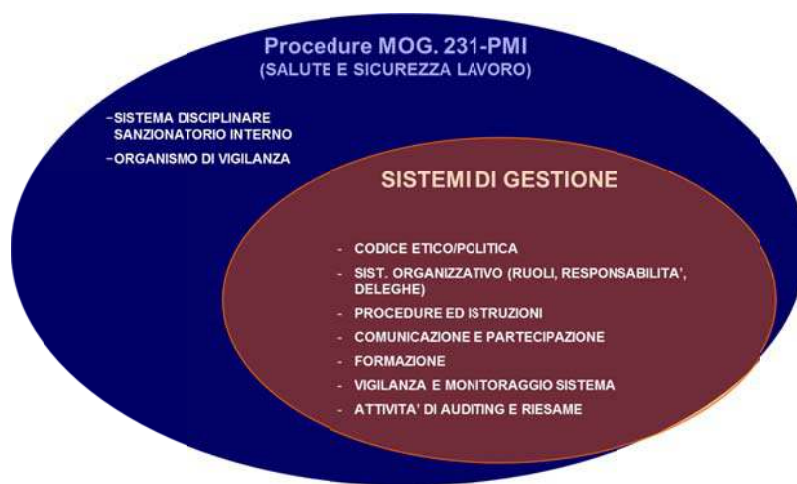 Procedure MOG. 231-PMI
(SALUTE E SICUREZZA LAVORO)
–SISTEMA DISCIPLINARE
SANZIONATORIO INTERNO
–ORGANISMO DI VIGILANZA
SISTEMI DI GESTIONE
- CODICE ETICO/POLITICA
- SIST. ORGANIZZATIVO (RUOLI, RESPONSABILITA',
DELEGHE)
- PROCEDURE ED ISTRUZIONI
- COMUNICAZIONE E PARTECIPAZIONE
- FORMAZIONE
- VIGILANZA E MONITORAGGIO SISTEMA
- ATTIVITA' DI AUDITING E RIESAME